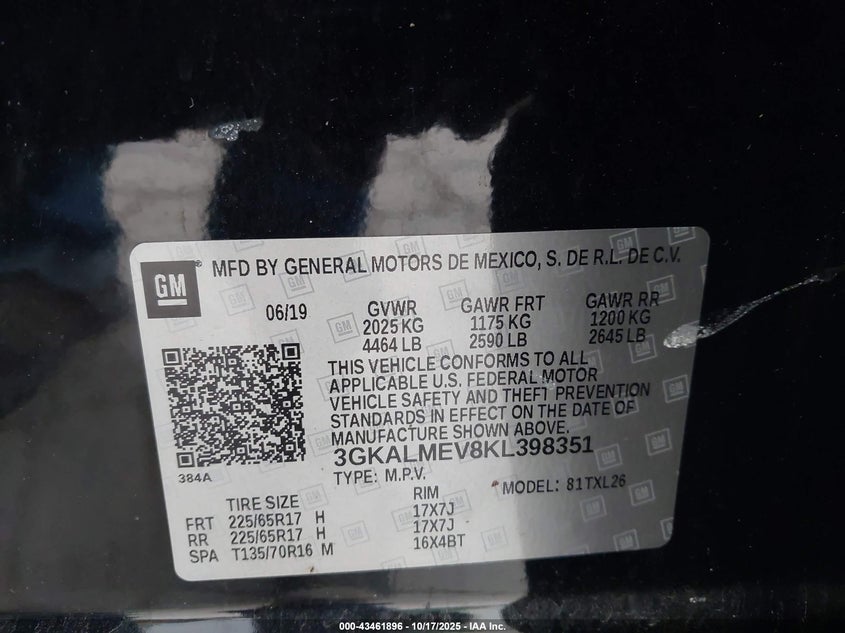 GM® MFD BY GENERAL MOTORS DE MEXICO, S. DE R.L. DE C.V.
06/19 GVWR GAWR FRT GAWR RR
2025 KG 1175 KG 1200 KG
4464 LB 2590 LB 2645 LB
THIS VEHICLE CONFORMS TO ALL
APPLICABLE U.S. FEDERAL MOTOR
VEHICLE SAFETY AND THEFT PREVENTION
STANDARDS IN EFFECT ON THE DATE OF
MANUFACTURE SHOWN ABOVE.
3GKALMEV8KL398351
384A
TYPE: M.P.V. MODEL: 81TXL26
TIRE SIZE RIM
FRT 225/65R17 H 17X7J
RR 225/65R17 H 17X7J
SPA T135/70R16 M 16X4BT
000-43461896 - 10/17/2025 - IAA Inc.